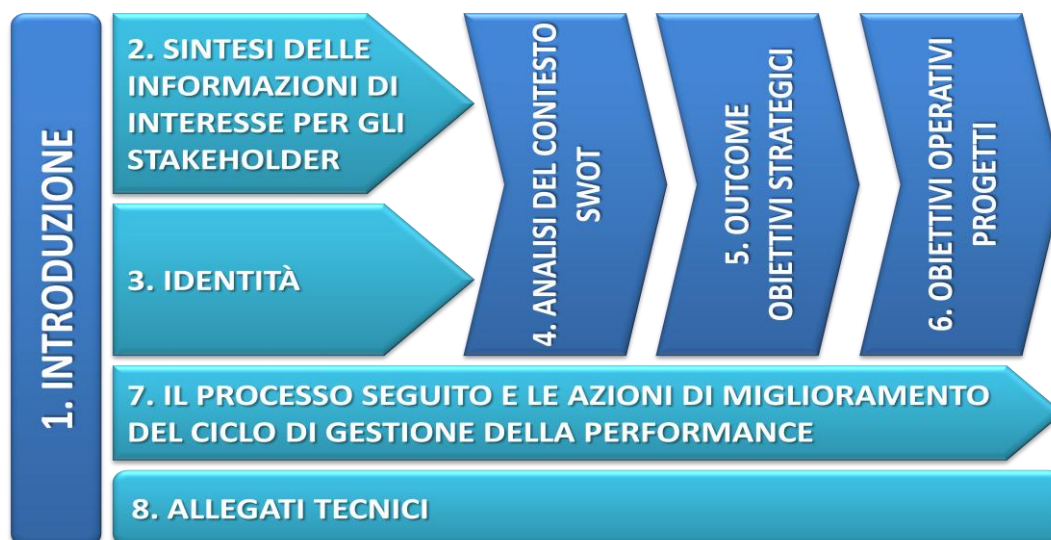 1. INTRODUZIONE
2. SINTESI DELLE
INFORMAZIONI DI
INTERESSE PER GLI
STAKEHOLDER
3. IDENTITÀ
4. ANALISI DEL CONTESTO
SWOT
5. OUTCOME
OBIETTIVI STRATEGICI
6. OBIETTIVI OPERATIVI
PROGETTI
7. IL PROCESSO SEGUITO E LE AZIONI DI MIGLIORAMENTO
DEL CICLO DI GESTIONE DELLA PERFORMANCE
8. ALLEGATI TECNICI